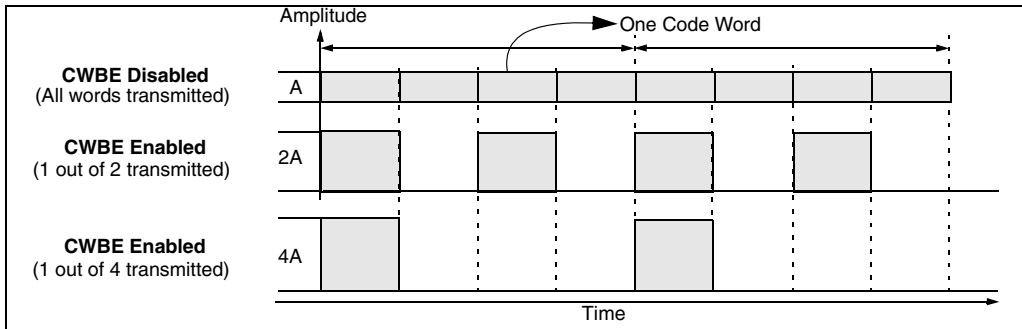 Amplitude
One Code Word
CWBE Disabled
(All words transmitted)
A
CWBE Enabled
(1 out of 2 transmitted)
2A
CWBE Enabled
(1 out of 4 transmitted)
4A
Time